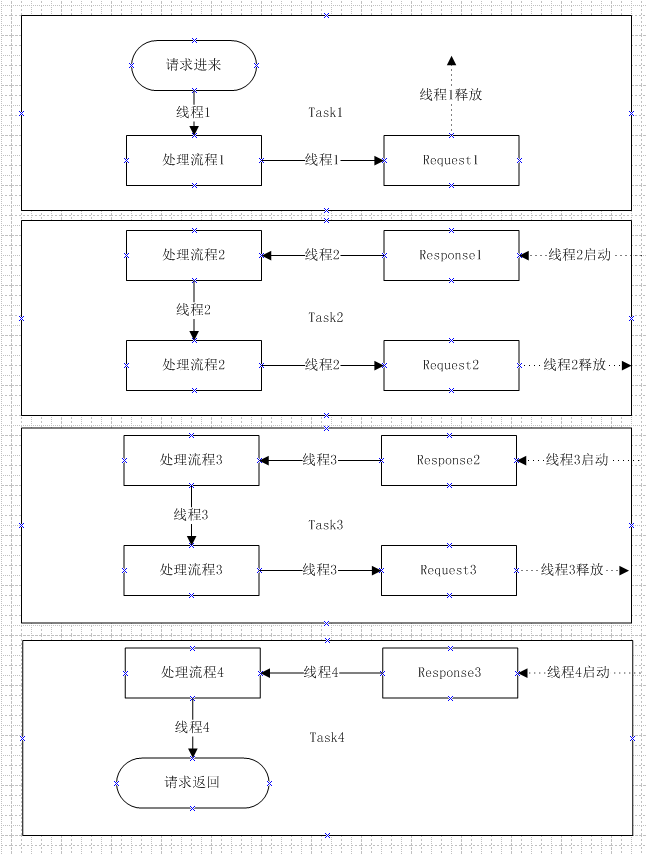 请求进来
线程1
线程1释放
Task1
处理流程1
线程1
Request1
处理流程2
线程2
Response1
线程2启动
线程2
Task2
处理流程2
线程2
Request2
线程2释放
处理流程3
线程3
Response2
线程3启动
线程3
Task3
处理流程3
线程3
Request3
线程3释放
处理流程4
线程4
Response3
线程4启动
线程4
Task4
请求返回